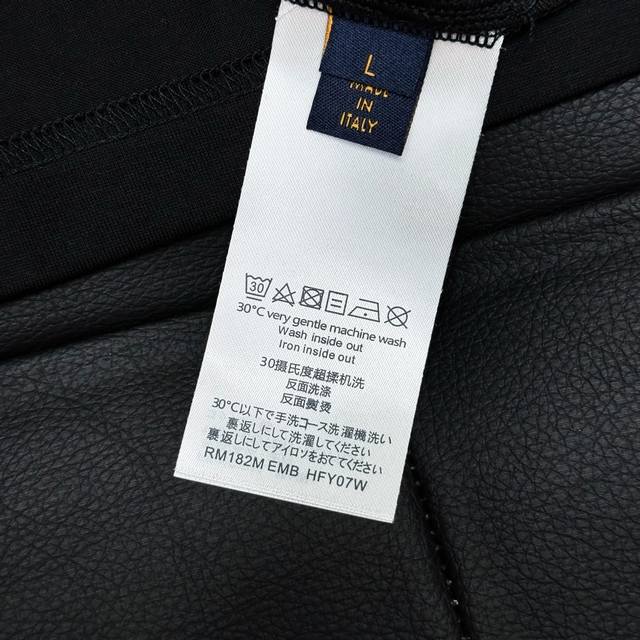 L
MADE
IN
ITALY
30
30℃ very gentle machine wash
Wash inside out
Iron inside out
30摄氏度超揉机洗
反面洗涤
反面熨烫
30℃以下で手洗コース洗濯機洗い
裏返しにして洗濯してください
裏返しにしてアイロンをおてください
RM182M EMB HFY07W